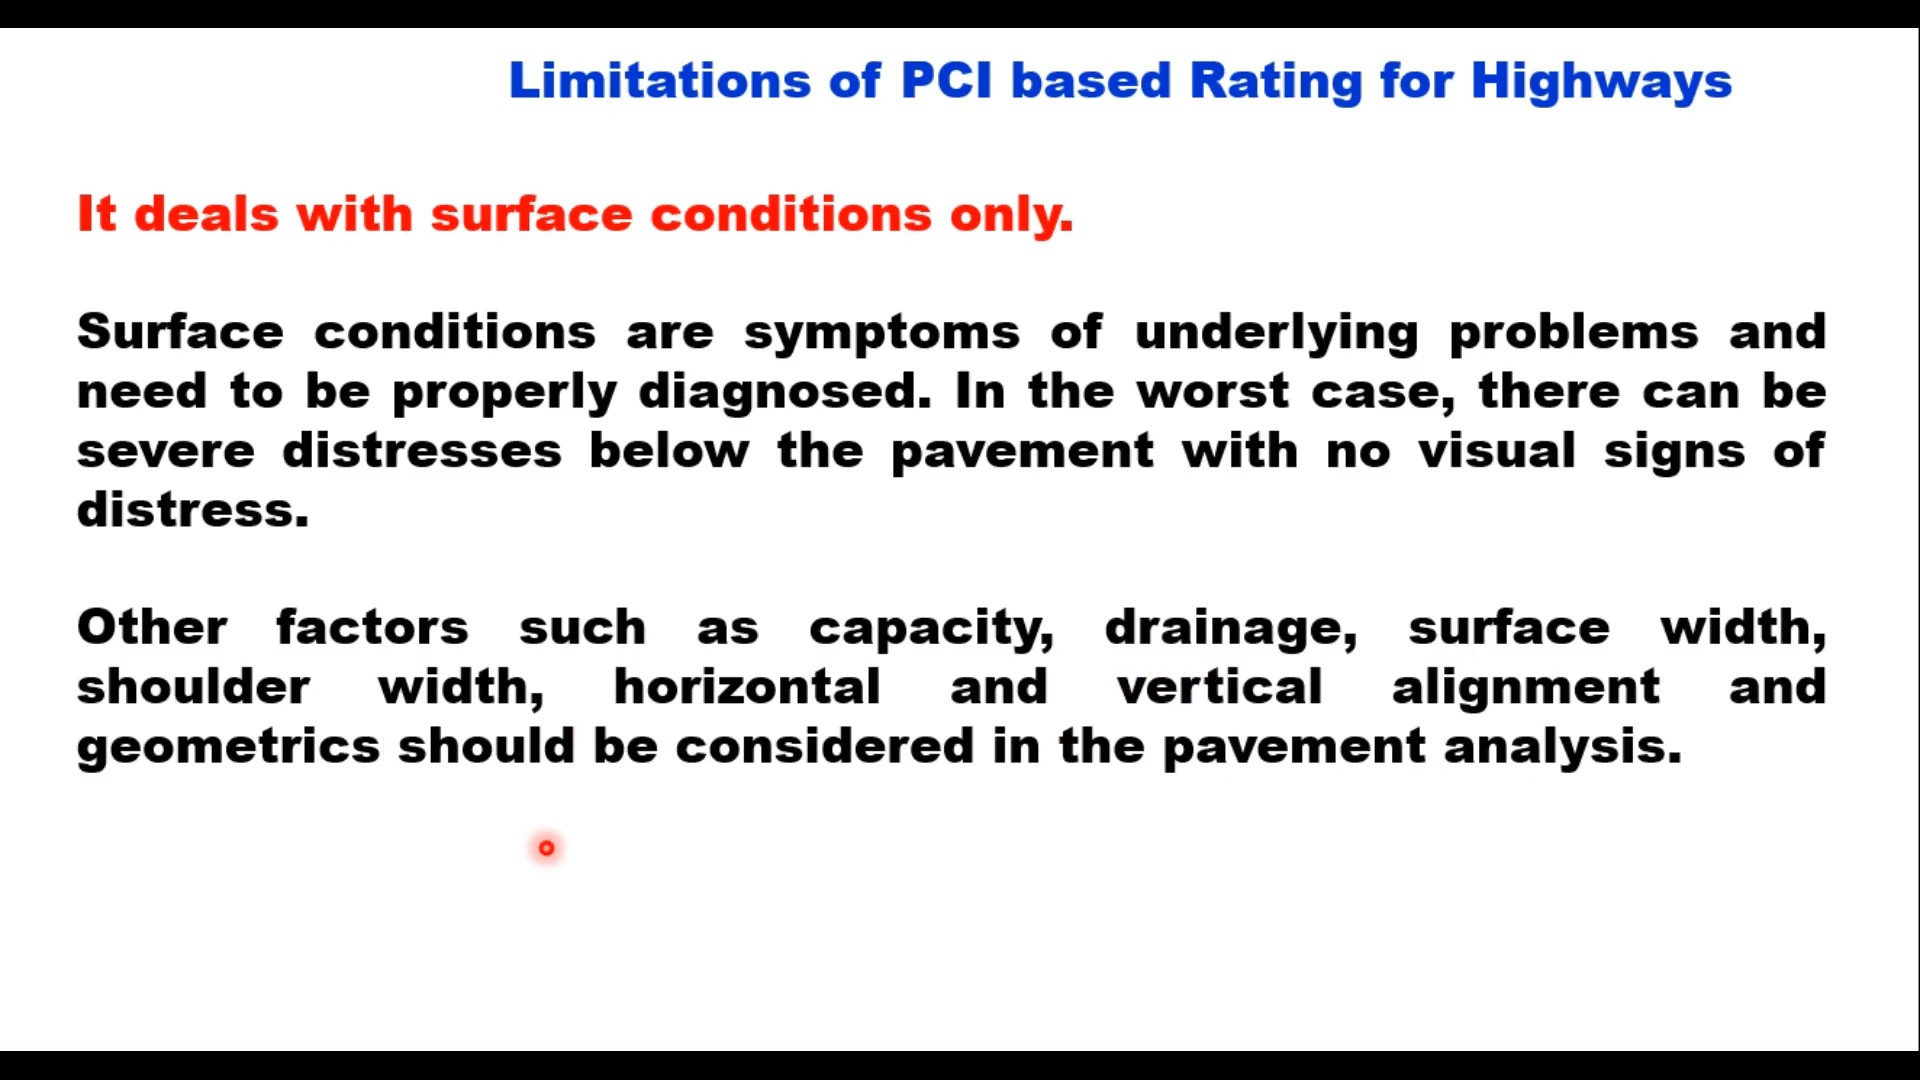 Limitations of PCI based Rating for Highways
It deals with surface conditions only.
Surface conditions are symptoms of underlying problems and
need to be properly diagnosed. In the worst case, there can be
severe distresses below the pavement with no visual signs of
distress.
Other factors such as capacity, drainage, surface width,
shoulder width, horizontal and vertical alignment and
geometrics should be considered in the pavement analysis.